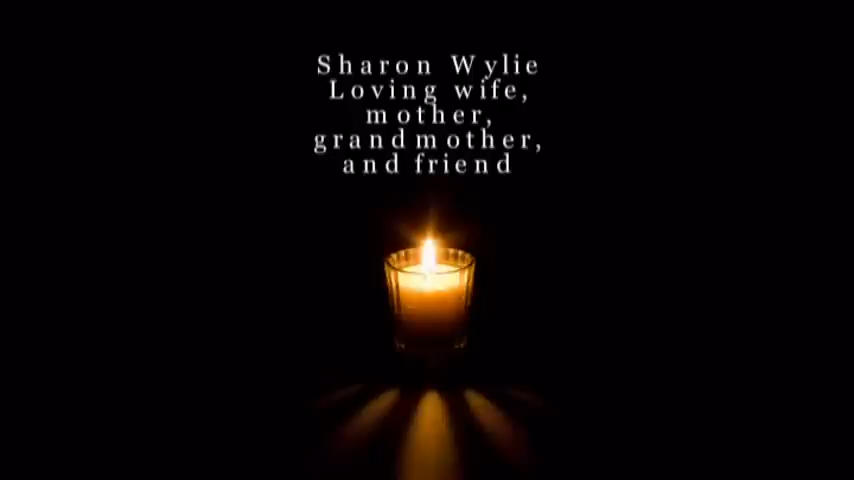 Sharon Wylie
Loving wife,
mother,
grandmother,
and friend